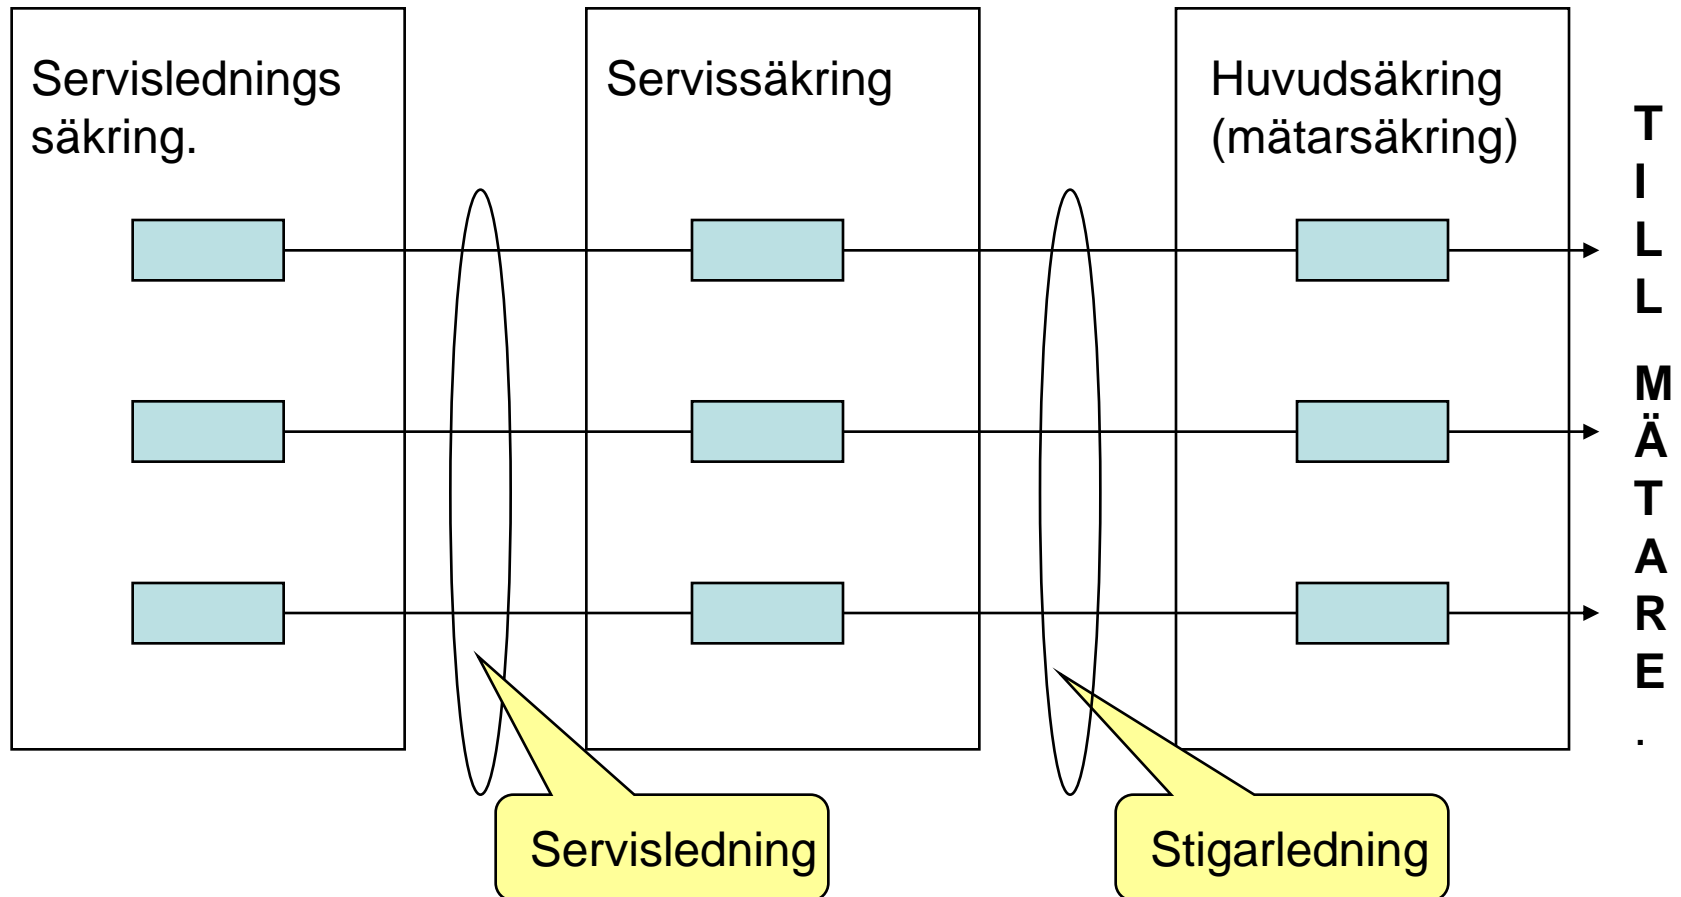 Servislednings
säkring.
Servissäkring
Huvudsäkring
(mätarsäkring)
T
I
L
L
M
Ä
T
A
R
E
.
Servisledning
Stigarledning